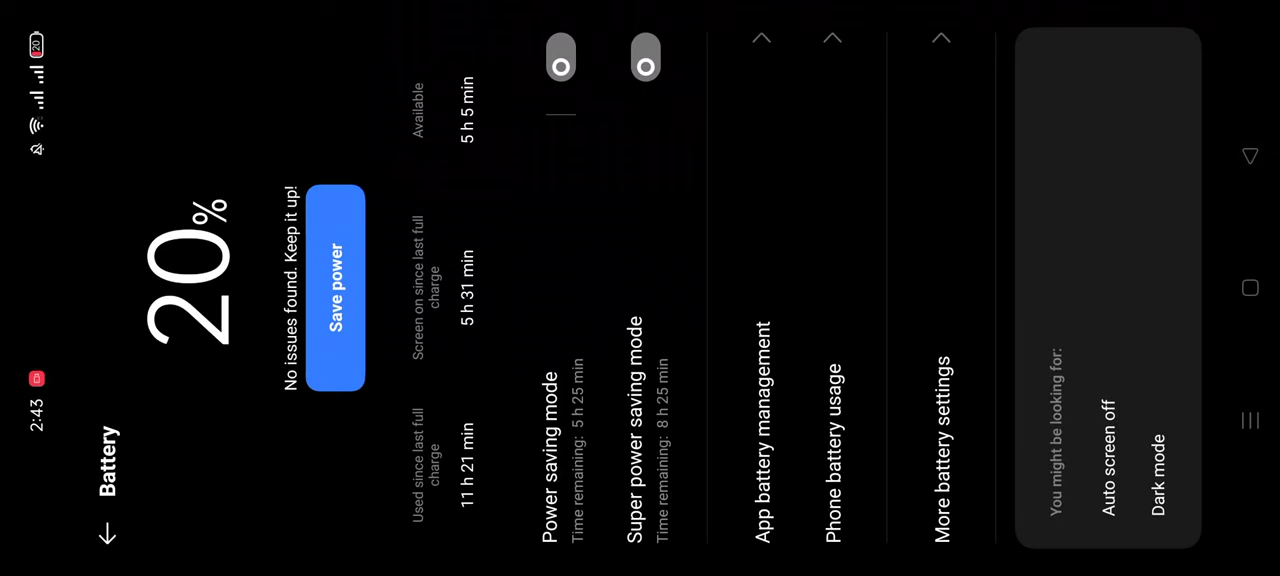 2:43
20
Battery
20%
No issues found. Keep it up!
Save power
Used since last full
charge
11 h 21 min
Screen on since last full
charge
5 h 31 min
Available
5 h 5 min
Power saving mode
Time remaining: 5 h 25 min
Super power saving mode
Time remaining: 8 h 25 min
App battery management
Phone battery usage
More battery settings
You might be looking for:
Auto screen off
Dark mode